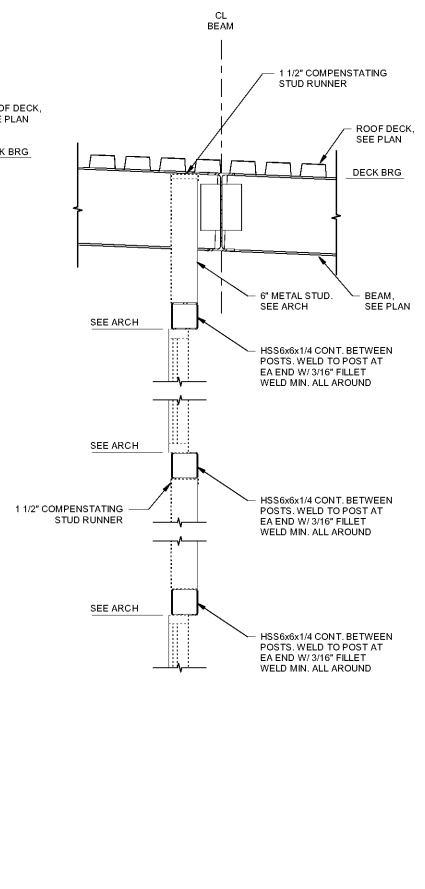 CL
BEAM
1 1/2" COMPENSTATING
STUD RUNNER
OF DECK,
PLAN
ROOF DECK,
SEE PLAN
K BRG
DECK BRG
6" METAL STUD.
SEE ARCH
BEAM,
SEE PLAN
SEE ARCH
HSS6x6x1/4 CONT. BETWEEN
POSTS. WELD TO POST AT
EA END W/ 3/16" FILLET
WELD MIN. ALL AROUND
SEE ARCH
1 1/2" COMPENSTATING
STUD RUNNER
HSS6x6x1/4 CONT. BETWEEN
POSTS. WELD TO POST AT
EA END W/ 3/16" FILLET
WELD MIN. ALL AROUND
SEE ARCH
HSS6x6x1/4 CONT. BETWEEN
POSTS. WELD TO POST AT
EA END W/ 3/16" FILLET
WELD MIN. ALL AROUND